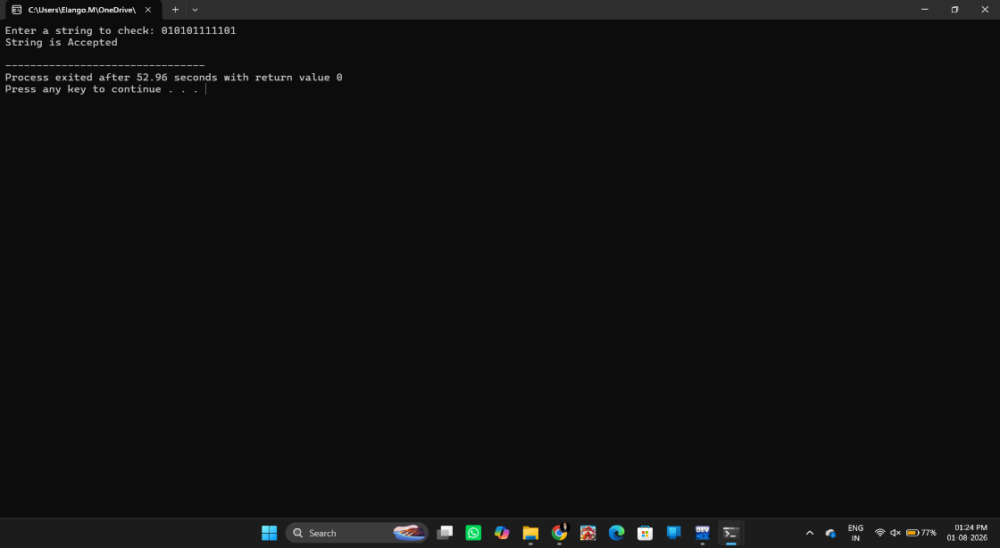 C:\Users\Elango.M\OneDrive\
Enter a string to check: 010101111101
String is Accepted
--------------------------------
Process exited after 52.96 seconds with return value 0
Press any key to continue . . .
Search
DEV
ENG
IN
77%
01:24 PM
01-08-2026